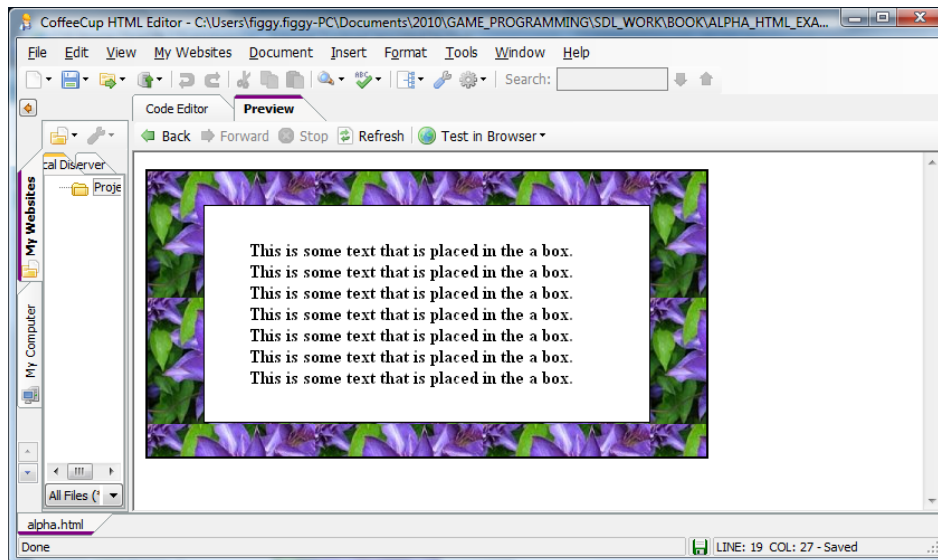 CoffeeCup HTML Editor - C:\Users\figgy.figgy-PC\Documents\2010\GAME_PROGRAMMING\SDL_WORK\BOOK\ALPHA_HTML_EXA...
File Edit View My Websites Document Insert Format Tools Window Help
Search:
Code Editor Preview
Back Forward Stop Refresh Test in Browser
cal Dis erver
Proje
My Websites
My Computer
This is some text that is placed in the a box.
This is some text that is placed in the a box.
This is some text that is placed in the a box.
This is some text that is placed in the a box.
This is some text that is placed in the a box.
This is some text that is placed in the a box.
This is some text that is placed in the a box.
All Files (*
alpha.html
Done LINE: 19 COL: 27 - Saved